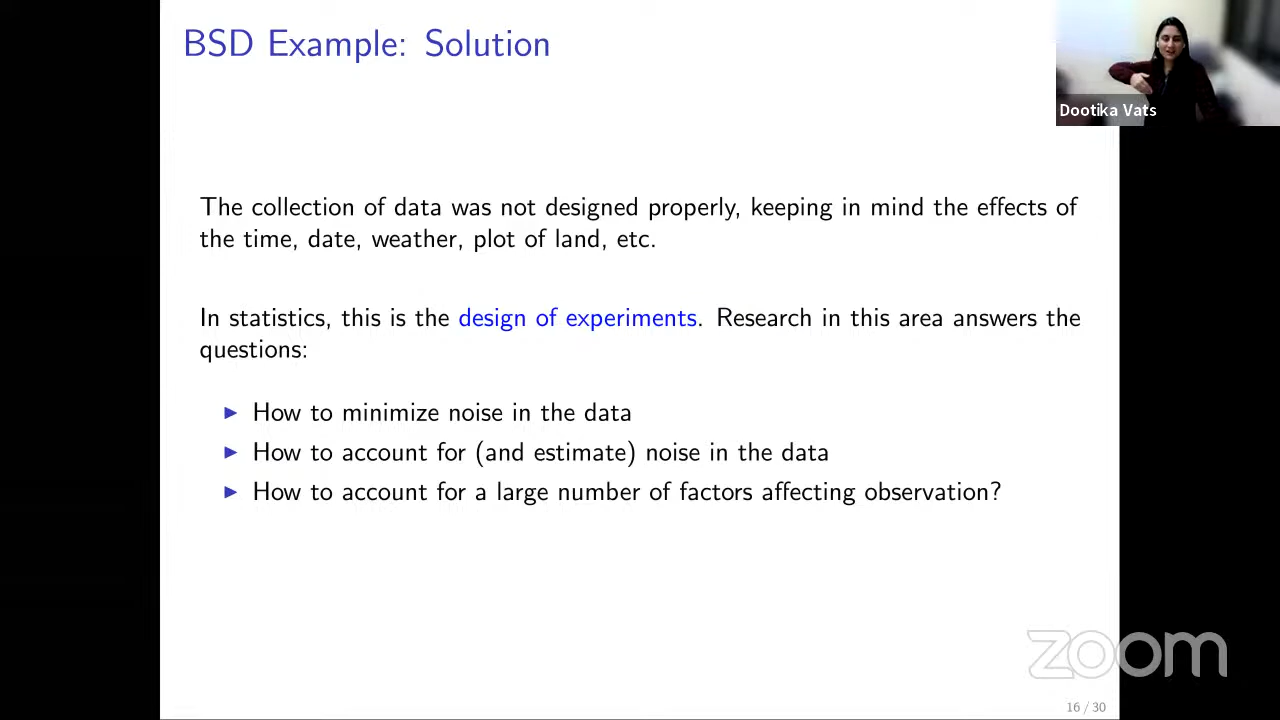 BSD Example: Solution
Dootika Vats
The collection of data was not designed properly, keeping in mind the effects of
the time, date, weather, plot of land, etc.
In statistics, this is the design of experiments. Research in this area answers the
questions:
▶ How to minimize noise in the data
▶ How to account for (and estimate) noise in the data
▶ How to account for a large number of factors affecting observation?
zoom
16 / 30